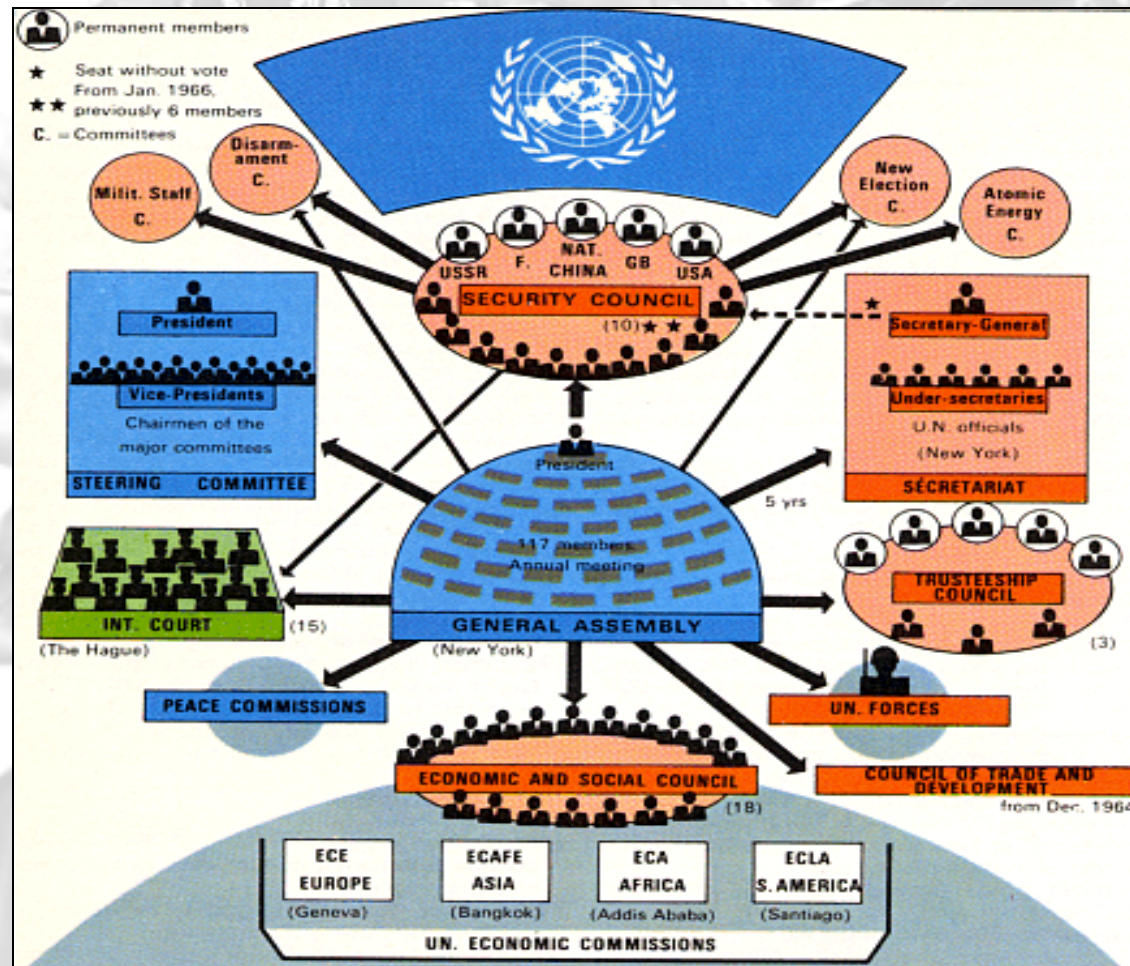 Permanent members
★ Seat without vote
From Jan. 1966,
★★ previously 6 members
C. = Committees
Disarm-
ament
C.
Milit. Staff
C.
New
Election
C.
Atomic
Energy
C.
USSR
F.
NAT.
CHINA
GB
USA
SECURITY COUNCIL
(10)★★
President
Vice-Presidents
Chairmen of the
major committees
STEERING COMMITTEE
★
Secretary-General
Under-secretaries
U.N. officials
(New York)
SÉCRETARIAT
President
117 members
Annual meeting
GENERAL ASSEMBLY
(New York)
5 yrs
INT. COURT
(15)
(The Hague)
TRUSTEESHIP
COUNCIL
(3)
PEACE COMMISSIONS
UN. FORCES
ECONOMIC AND SOCIAL COUNCIL
(18)
COUNCIL OF TRADE AND
DEVELOPMENT
from Dec. 1964
ECE
EUROPE
(Geneva)
ECAFE
ASIA
(Bangkok)
ECA
AFRICA
(Addis Ababa)
ECLA
S. AMERICA
(Santiago)
UN. ECONOMIC COMMISSIONS